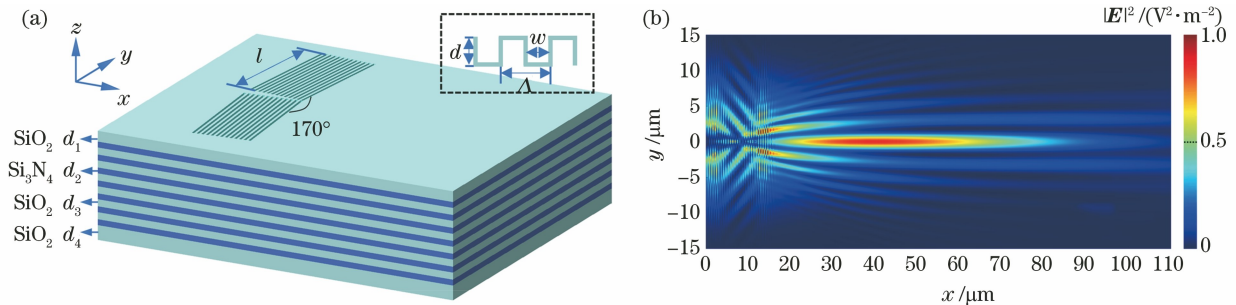 (a)
z
y
x
l
170°
d
w
Λ
SiO₂ d₁
Si₃N₄ d₂
SiO₂ d₃
SiO₂ d₄
(b)
|E|²/(V²·m⁻²)
15
10
5
0
−5
−10
−15
y/μm
0 10 20 30 40 50 60 70 80 90 100 110
x/μm
1.0
0.5
0